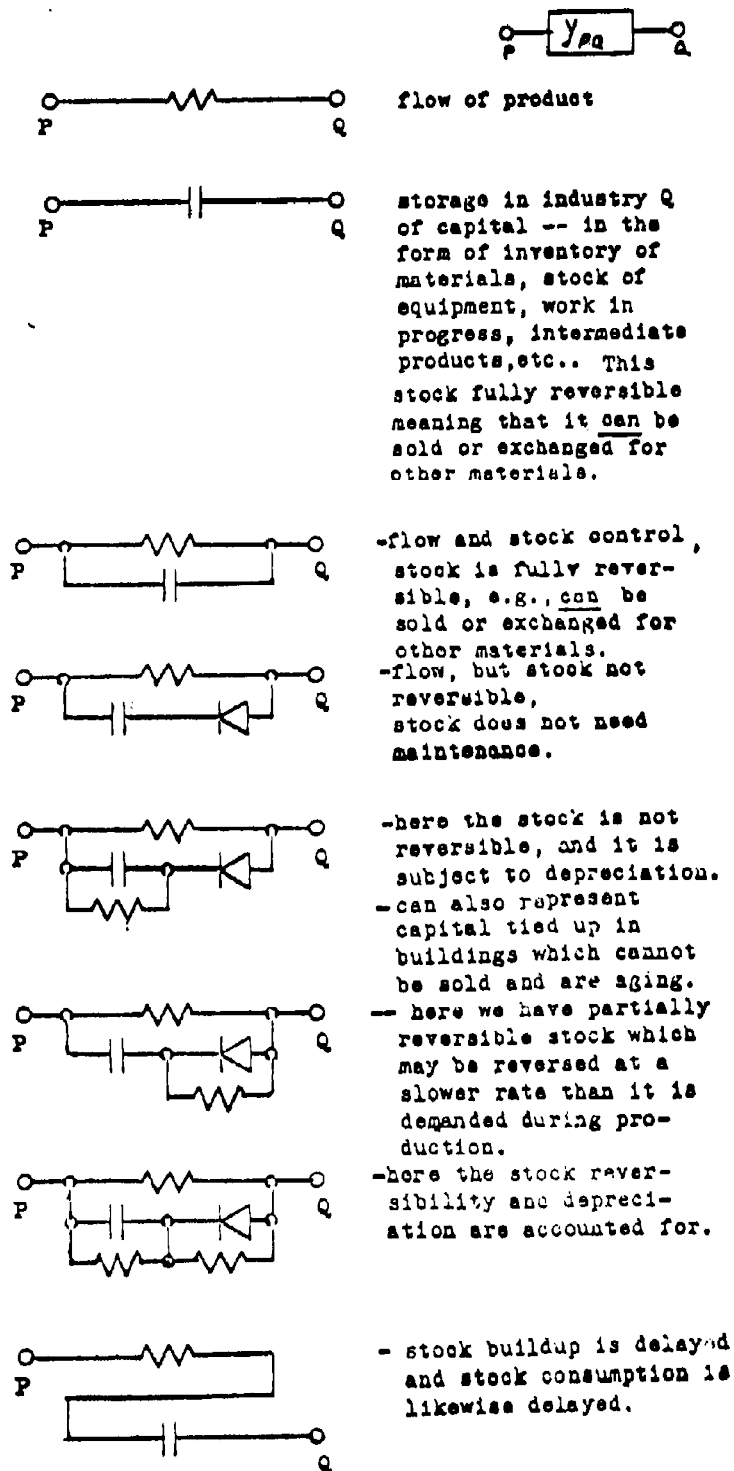 Y_PQ
P Q
flow of product
P Q
storage in industry Q
of capital -- in the
form of inventory of
materials, stock of
equipment, work in
progress, intermediate
products,etc.. This
stock fully reversible
meaning that it can be
sold or exchanged for
other materials.
P Q
-flow and stock control,
stock is fully rever-
sible, e.g., can be
sold or exchanged for
other materials.
P Q
-flow, but stock not
reversible,
stock does not need
maintenance.
P Q
-here the stock is not
reversible, and it is
subject to depreciation.
-can also represent
capital tied up in
buildings which cannot
be sold and are aging.
P Q
-- here we have partially
reversible stock which
may be reversed at a
slower rate than it is
demanded during pro-
duction.
P Q
-here the stock rever-
sibility and depreci-
ation are accounted for.
P Q
- stock buildup is delayed
and stock consumption is
likewise delayed.
P
Q